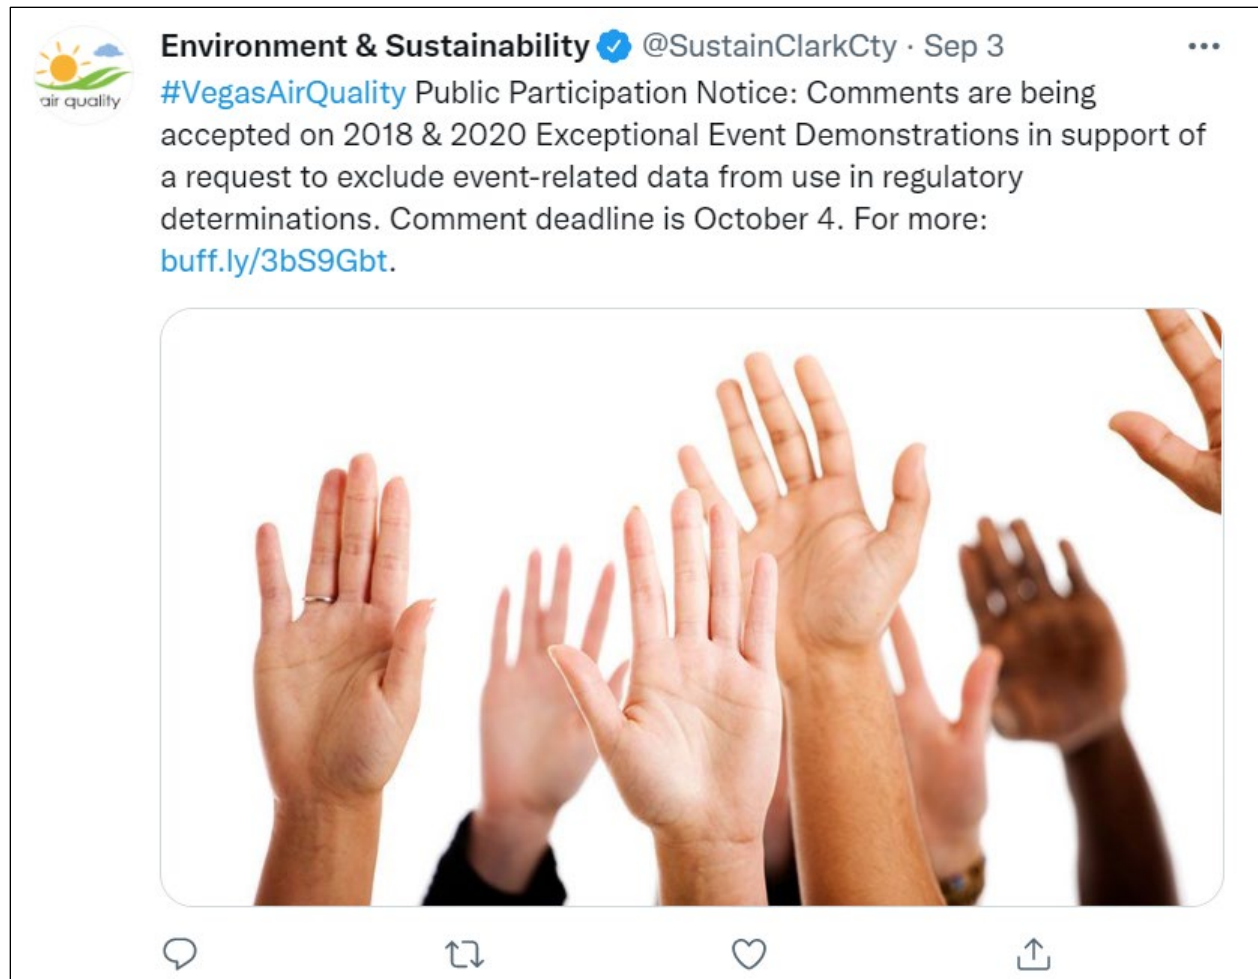 Environment & Sustainability @SustainClarkCty · Sep 3
air quality
#VegasAirQuality Public Participation Notice: Comments are being
accepted on 2018 & 2020 Exceptional Event Demonstrations in support of
a request to exclude event-related data from use in regulatory
determinations. Comment deadline is October 4. For more:
buff.ly/3bS9Gbt.